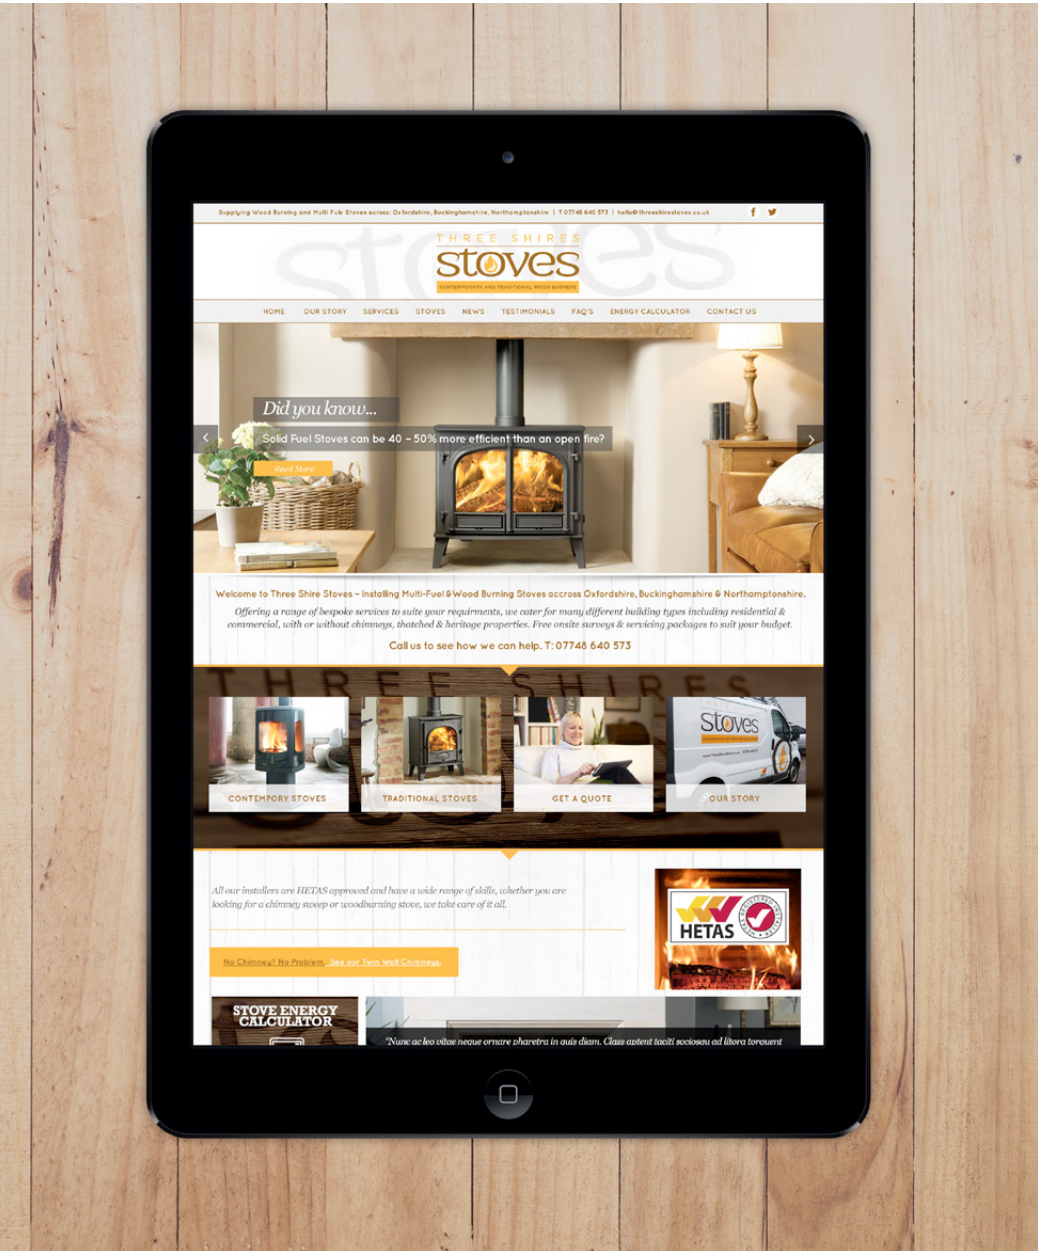 Supplying Wood Burning and Multi Fule Stoves across: Oxfordshire, Buckinghamshire, Northamptonshire | T 07748 640 573 | hello@threeshirestoves.co.uk
THREE SHIRES
stoves
CONTEMPORARY AND TRADITIONAL WOOD BURNERS
HOME OUR STORY SERVICES STOVES NEWS TESTIMONIALS FAQ'S ENERGY CALCULATOR CONTACT US
Did you know...
Solid Fuel Stoves can be 40 - 50% more efficient than an open fire?
Read More
Welcome to Three Shire Stoves - Installing Multi-Fuel & Wood Burning Stoves accross Oxfordshire, Buckinghamshire & Northamptonshire.
Offering a range of bespoke services to suite your requirments, we cater for many different building types including residential &
commercial, with or without chimneys, thatched & heritage properties. Free onsite surveys & servicing packages to suit your budget.
Call us to see how we can help. T: 07748 640 573
THREE SHIRES
stoves
CONTEMPORY STOVES TRADITIONAL STOVES GET A QUOTE OUR STORY
All our installers are HETAS approved and have a wide range of skills, whether you are
looking for a chimney sweep or woodburning stove, we take care of it all.
HETAS
HETAS REGISTERED INSTALLER
No Chimney? No Problem. See our Twin Wall Chimneys.
STOVE ENERGY
CALCULATOR
"Nunc ac leo vitae neque ornare pharetra in quis diam. Class aptent taciti sociosqu ad litora torquent